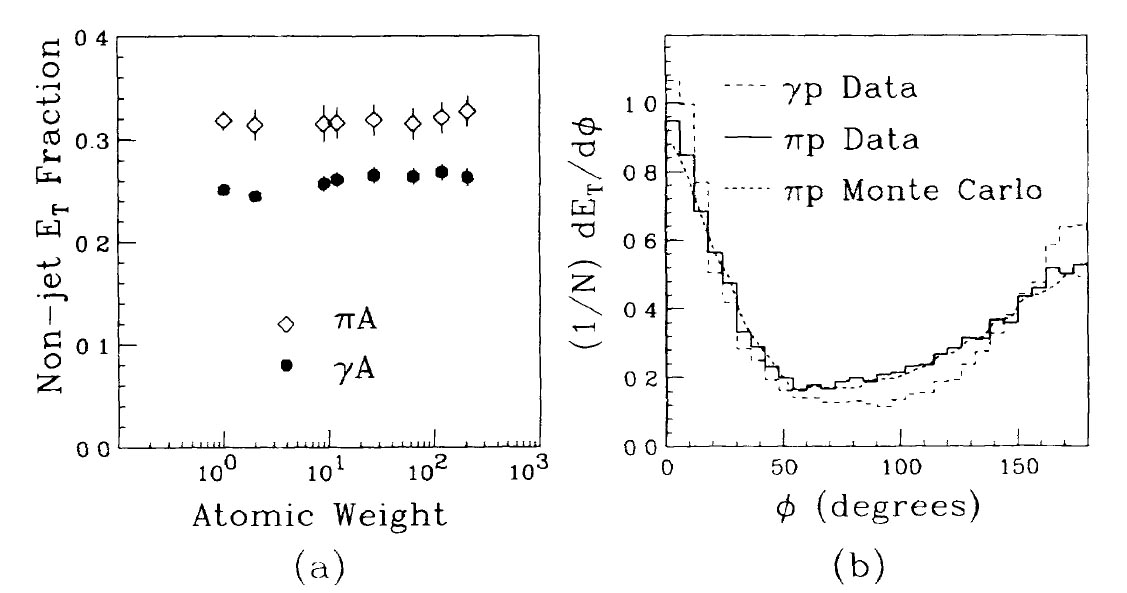 0 4
0.3
0 2
0 1
0 0
Non-jet E_T Fraction
πA
γA
10^0 10^1 10^2 10^3
Atomic Weight
(a)
1 0
0 8
0 6
0 4
0 2
0 0
(1/N) dE_T/dϕ
γp Data
πp Data
πp Monte Carlo
0 50 100 150
ϕ (degrees)
(b)